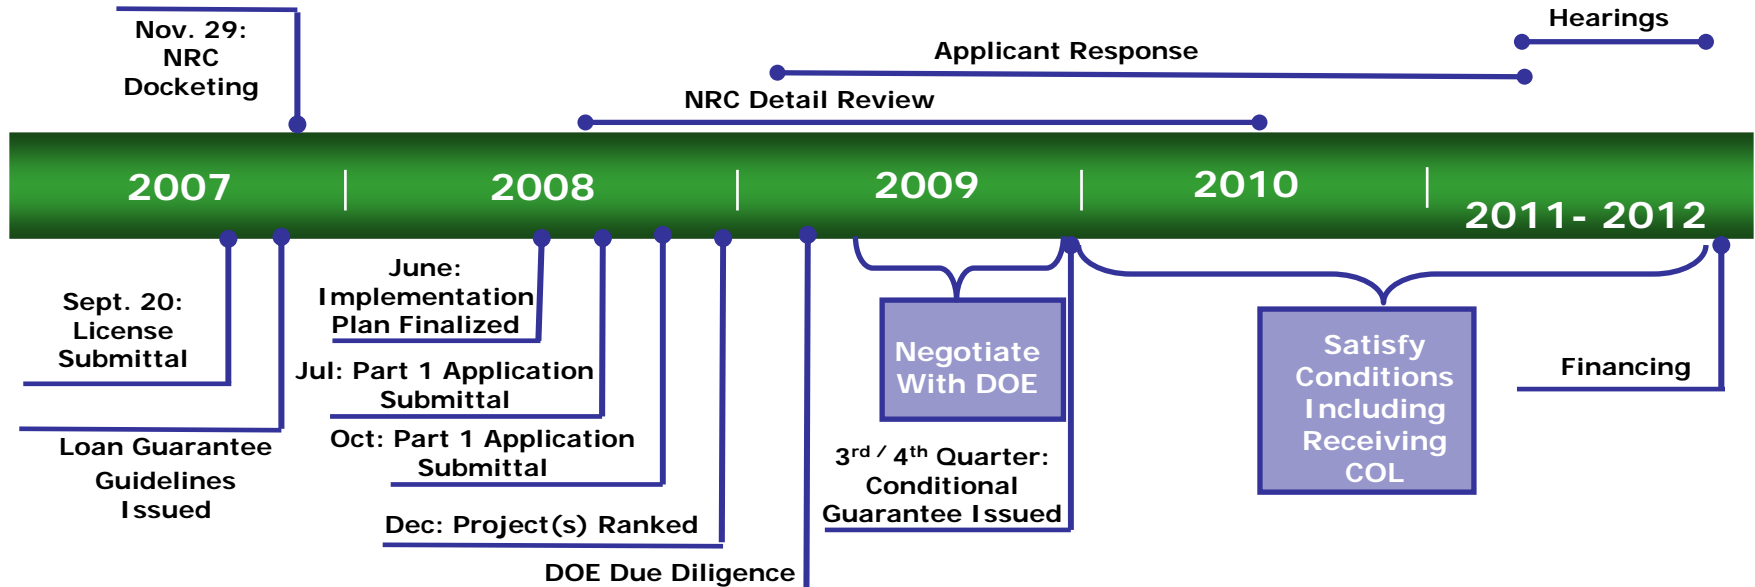 Hearings
Nov. 29:
NRC
Docketing
Applicant Response
NRC Detail Review
2007
2008
2009
2010
2011- 2012
Sept. 20:
License
Submittal
Loan Guarantee
Guidelines
Issued
June:
Implementation
Plan Finalized
Jul: Part 1 Application
Submittal
Oct: Part 1 Application
Submittal
Dec: Project(s) Ranked
DOE Due Diligence
Negotiate
With DOE
3rd / 4th Quarter:
Conditional
Guarantee Issued
Satisfy
Conditions
Including
Receiving
COL
Financing